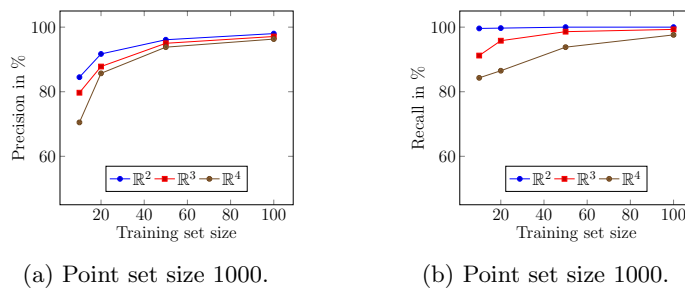 100
80
60
Precision in %
ℝ² ℝ³ ℝ⁴
20 40 60 80 100
Training set size
(a) Point set size 1000.
100
80
60
Recall in %
ℝ² ℝ³ ℝ⁴
20 40 60 80 100
Training set size
(b) Point set size 1000.